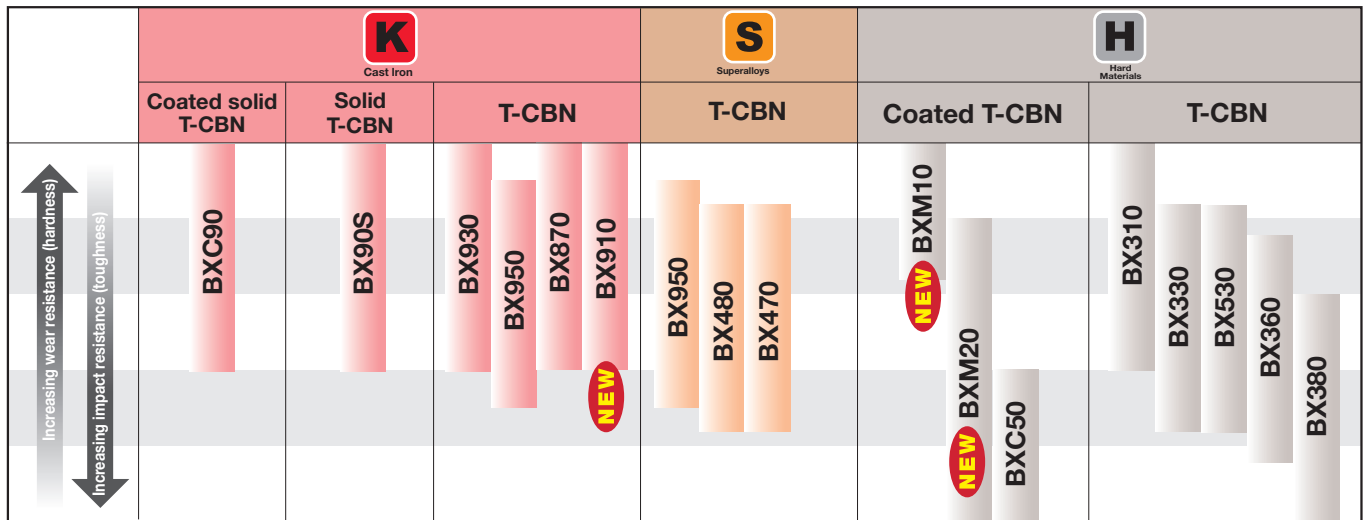 K
Cast Iron
S
Superalloys
H
Hard
Materials
Coated solid
T-CBN
Solid
T-CBN
T-CBN
T-CBN
Coated T-CBN
T-CBN
Increasing wear resistance (hardness)
Increasing impact resistance (toughness)
BXC90
BX90S
BX930
BX950
BX870
BX910
NEW
BX950
BX480
BX470
BXM10
NEW
BXM20
NEW
BXC50
BX310
BX330
BX530
BX360
BX380